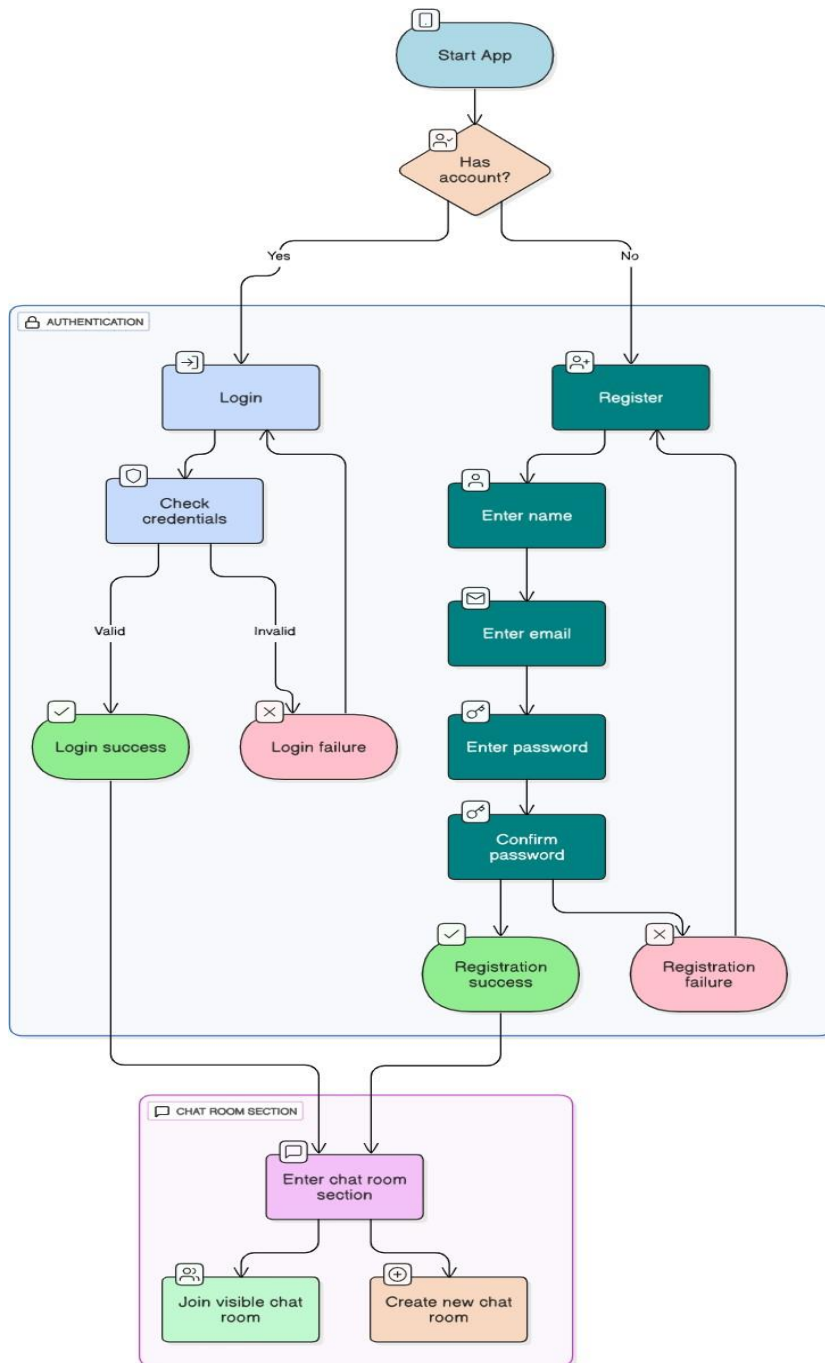 Start App
Has
account?
Yes
No
AUTHENTICATION
Login
Register
Check
credentials
Enter name
Valid
Invalid
Enter email
Login success
Login failure
Enter password
Confirm
password
Registration
success
Registration
failure
CHAT ROOM SECTION
Enter chat room
section
Join visible chat
room
Create new chat
room